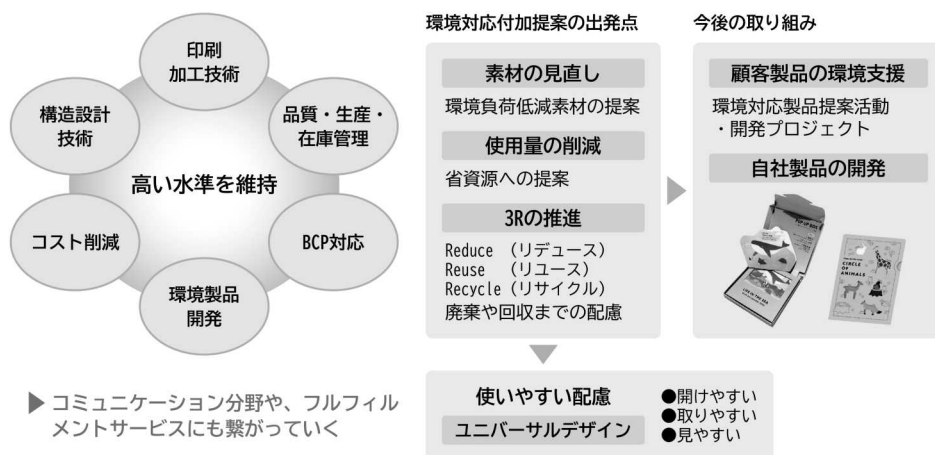 印刷
加工技術
構造設計
技術
品質・生産・
在庫管理
高い水準を維持
コスト削減
BCP対応
環境製品
開発
▶コミュニケーション分野や、フルフィル
メントサービスにも繋がっていく
環境対応付加提案の出発点
素材の見直し
環境負荷低減素材の提案
使用量の削減
省資源への提案
3Rの推進
Reduce (リデュース)
Reuse (リユース)
Recycle(リサイクル)
廃棄や回収までの配慮
使いやすい配慮
ユニバーサルデザイン
●開けやすい
●取りやすい
●見やすい
今後の取り組み
顧客製品の環境支援
環境対応製品提案活動
・開発プロジェクト
自社製品の開発
POP UP BOX
LIFE IN THE SEA
CIRCLE
OF
ANIMALS